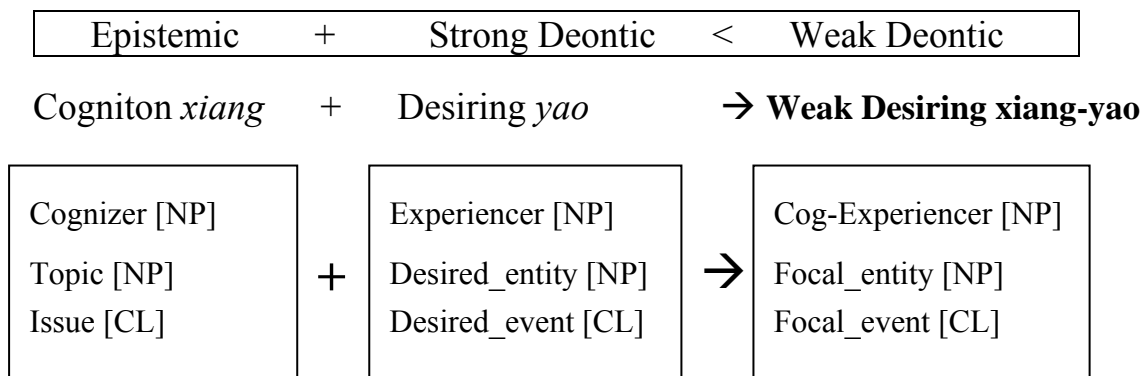 Epistemic + Strong Deontic < Weak Deontic
Cogniton xiang + Desiring yao → Weak Desiring xiang-yao
Cognizer [NP] Experiencer [NP] Cog-Experiencer [NP]
Topic [NP] + Desired_entity [NP] → Focal_entity [NP]
Issue [CL] Desired_event [CL] Focal_event [CL]